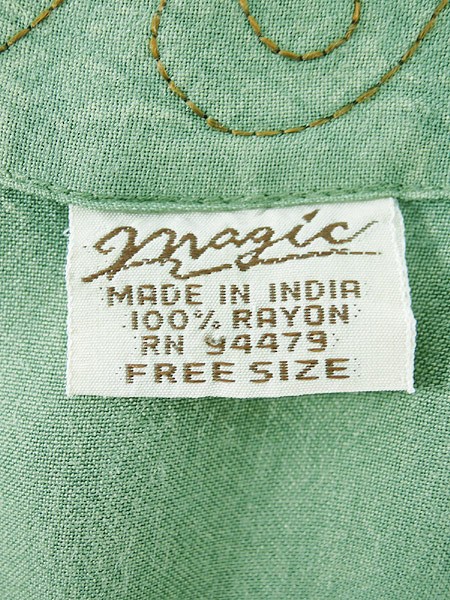 magic
MADE IN INDIA
100% RAYON
RN 94479
FREE SIZE